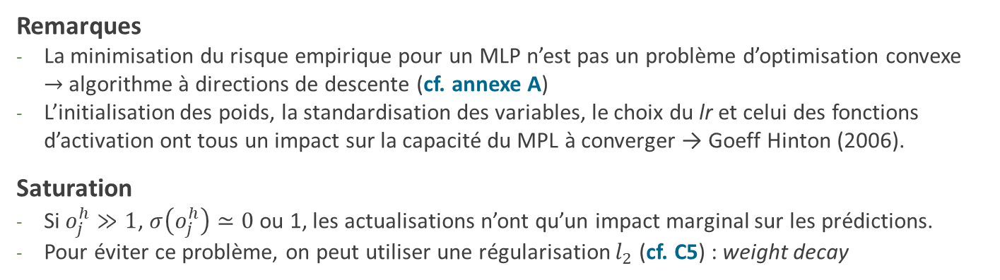 Remarques
- La minimisation du risque empirique pour un MLP n’est pas un problème d’optimisation convexe
→ algorithme à directions de descente (cf. annexe A)
- L’initialisation des poids, la standardisation des variables, le choix du lr et celui des fonctions
d’activation ont tous un impact sur la capacité du MPL à converger → Goeff Hinton (2006).
Saturation
- Si $o_j^h \gg 1$, $\sigma(o_j^h) \simeq 0$ ou 1, les actualisations n’ont qu’un impact marginal sur les prédictions.
- Pour éviter ce problème, on peut utiliser une régularisation $l_2$ (cf. C5) : weight decay